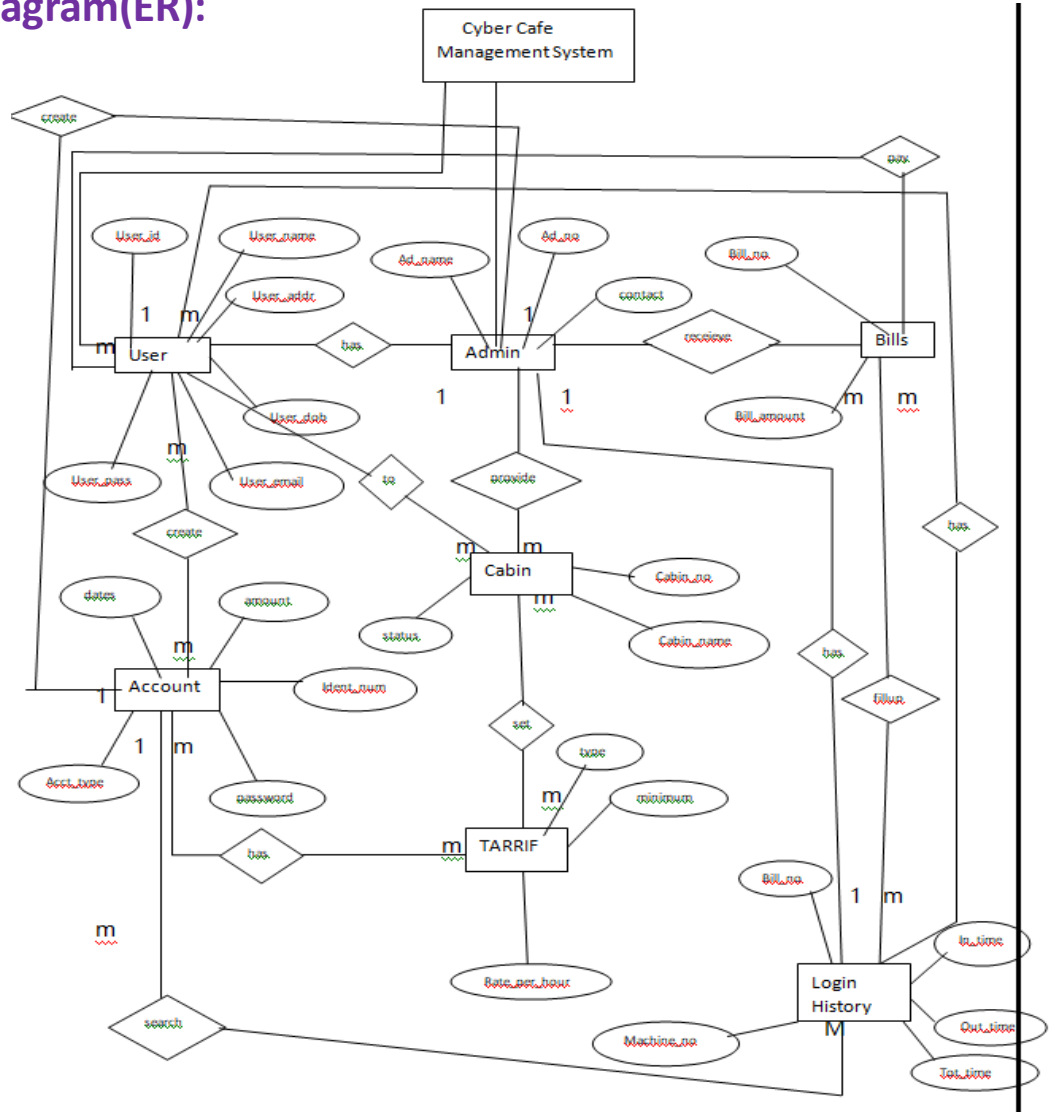 agram(ER):
Cyber Cafe
Management System
create
pay
User_id
User_name
Ad_name
Ad_no
Bill_no
User_addr
contact
1
m
1
m
User
has
Admin
receieve
Bills
1
1
m
m
User_dob
Bill_amount
m
User_pass
User_email
to
provide
create
has
m
m
Cabin
m
Cabin_no
dates
amount
status
Cabin_name
m
has
1
Account
Ident_num
fillup
set
1
m
type
Acct_type
password
m
minimum
has
m
TARRIF
Bill_no
1
m
m
In_time
Rate_per_hour
Login
History
search
M
Out_time
Machine_no
Tot_time